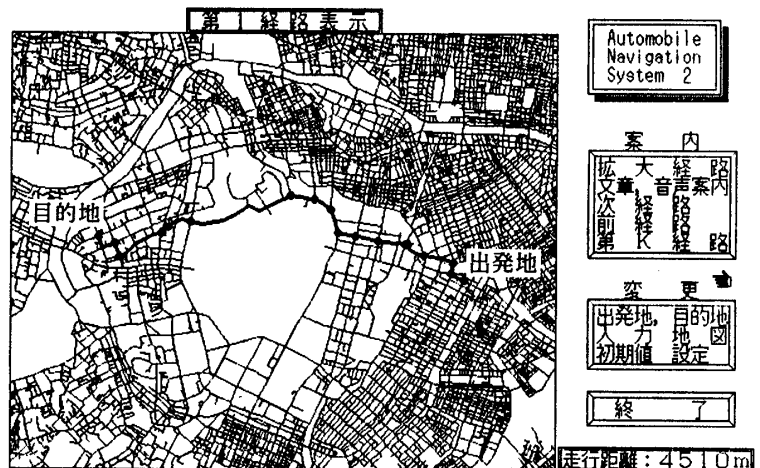 第1経路表示
目的地
出発地
Automobile
Navigation
System 2
案内
拡大経路
文章,音声案内
次経路
前経路
第K経路
変更
出発地,目的地
入力地図
初期値 設定
終了
走行距離:4510m